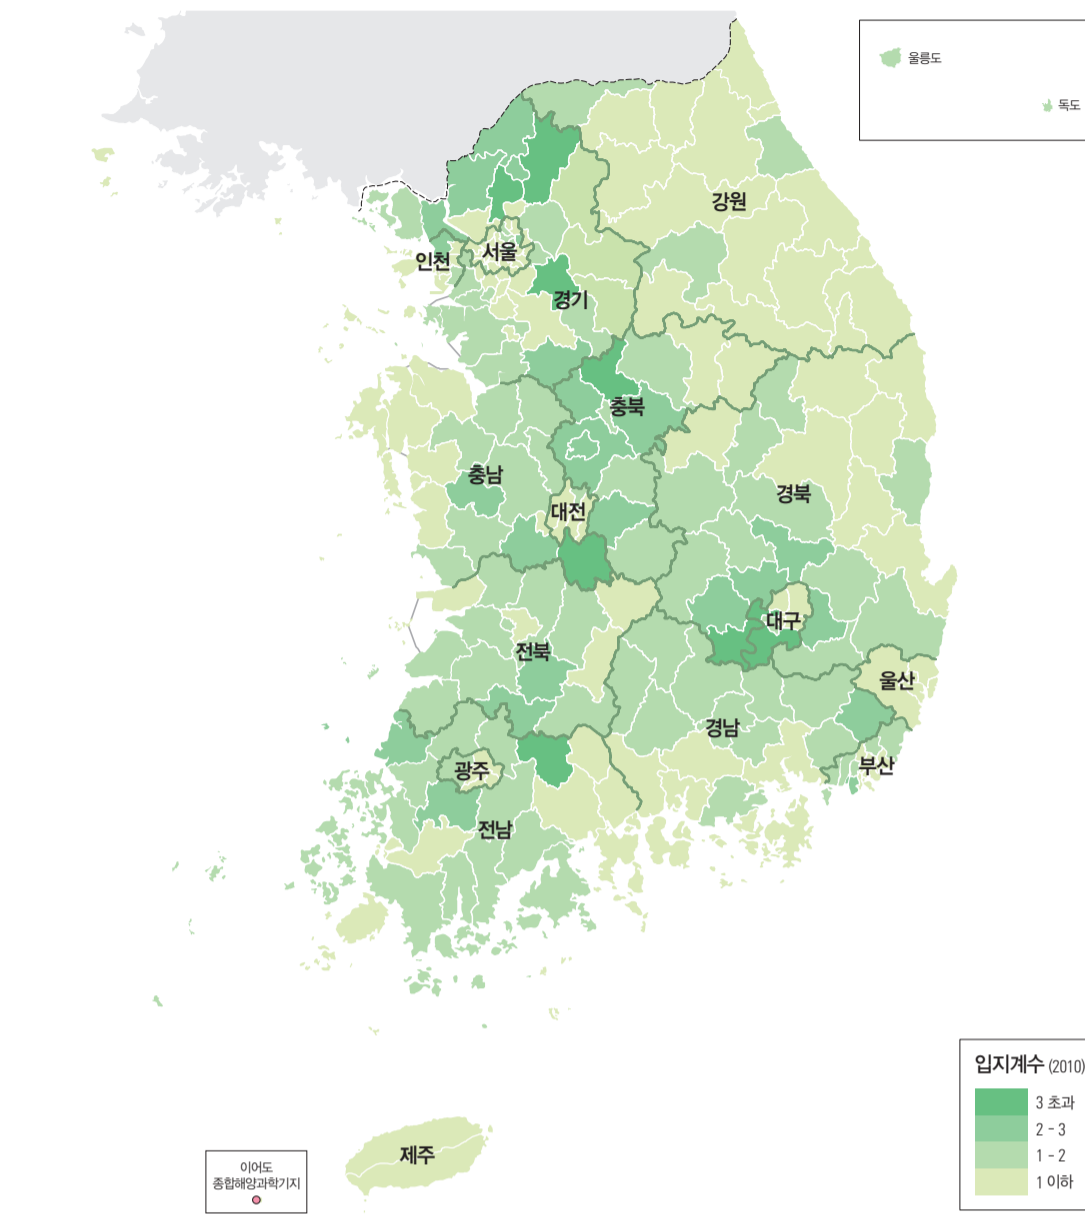 울릉도
독도
강원
서울
인천
경기
충북
충남
경북
대전
대구
전북
울산
경남
부산
광주
전남
제주
이어도
종합해양과학기지
입지계수 (2010)
3 초과
2 - 3
1 - 2
1 이하